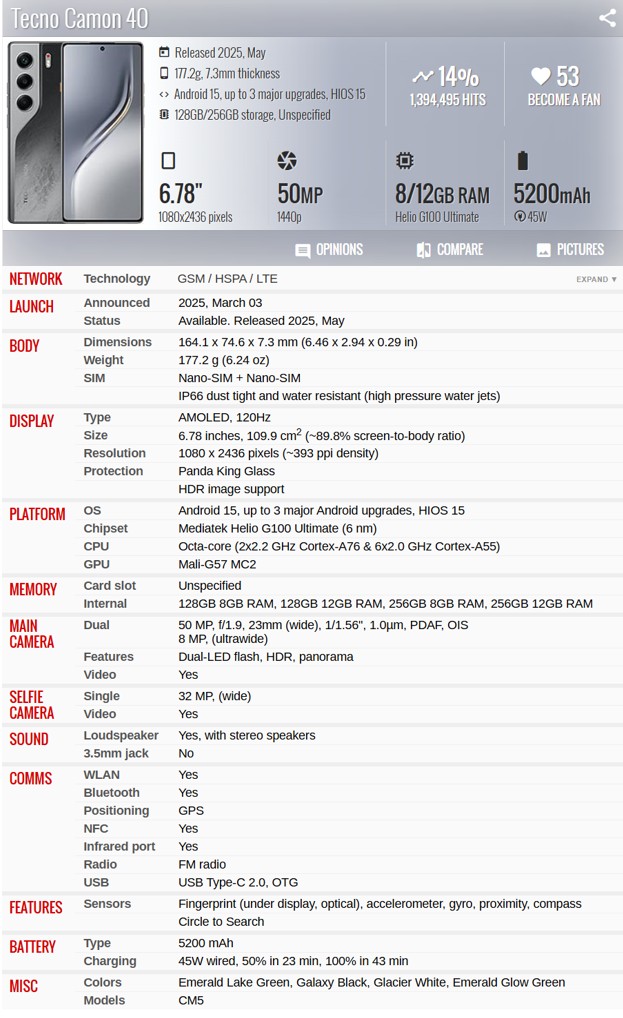 Tecno Camon 40
Released 2025, May
177.2g, 7.3mm thickness
Android 15, up to 3 major upgrades, HIOS 15
128GB/256GB storage, Unspecified
14%
1,394,495 HITS
53
BECOME A FAN
6.78"
1080x2436 pixels
50MP
1440p
8/12GB RAM
Helio G100 Ultimate
5200mAh
45W
OPINIONS COMPARE PICTURES
NETWORK Technology GSM / HSPA / LTE EXPAND ▼
LAUNCH Announced 2025, March 03
Status Available. Released 2025, May
BODY Dimensions 164.1 x 74.6 x 7.3 mm (6.46 x 2.94 x 0.29 in)
Weight 177.2 g (6.24 oz)
SIM Nano-SIM + Nano-SIM
IP66 dust tight and water resistant (high pressure water jets)
DISPLAY Type AMOLED, 120Hz
Size 6.78 inches, 109.9 cm2 (~89.8% screen-to-body ratio)
Resolution 1080 x 2436 pixels (~393 ppi density)
Protection Panda King Glass
HDR image support
PLATFORM OS Android 15, up to 3 major Android upgrades, HIOS 15
Chipset Mediatek Helio G100 Ultimate (6 nm)
CPU Octa-core (2x2.2 GHz Cortex-A76 & 6x2.0 GHz Cortex-A55)
GPU Mali-G57 MC2
MEMORY Card slot Unspecified
Internal 128GB 8GB RAM, 128GB 12GB RAM, 256GB 8GB RAM, 256GB 12GB RAM
MAIN CAMERA Dual 50 MP, f/1.9, 23mm (wide), 1/1.56", 1.0µm, PDAF, OIS
8 MP, (ultrawide)
Features Dual-LED flash, HDR, panorama
Video Yes
SELFIE CAMERA Single 32 MP, (wide)
Video Yes
SOUND Loudspeaker Yes, with stereo speakers
3.5mm jack No
COMMS WLAN Yes
Bluetooth Yes
Positioning GPS
NFC Yes
Infrared port Yes
Radio FM radio
USB USB Type-C 2.0, OTG
FEATURES Sensors Fingerprint (under display, optical), accelerometer, gyro, proximity, compass
Circle to Search
BATTERY Type 5200 mAh
Charging 45W wired, 50% in 23 min, 100% in 43 min
MISC Colors Emerald Lake Green, Galaxy Black, Glacier White, Emerald Glow Green
Models CM5